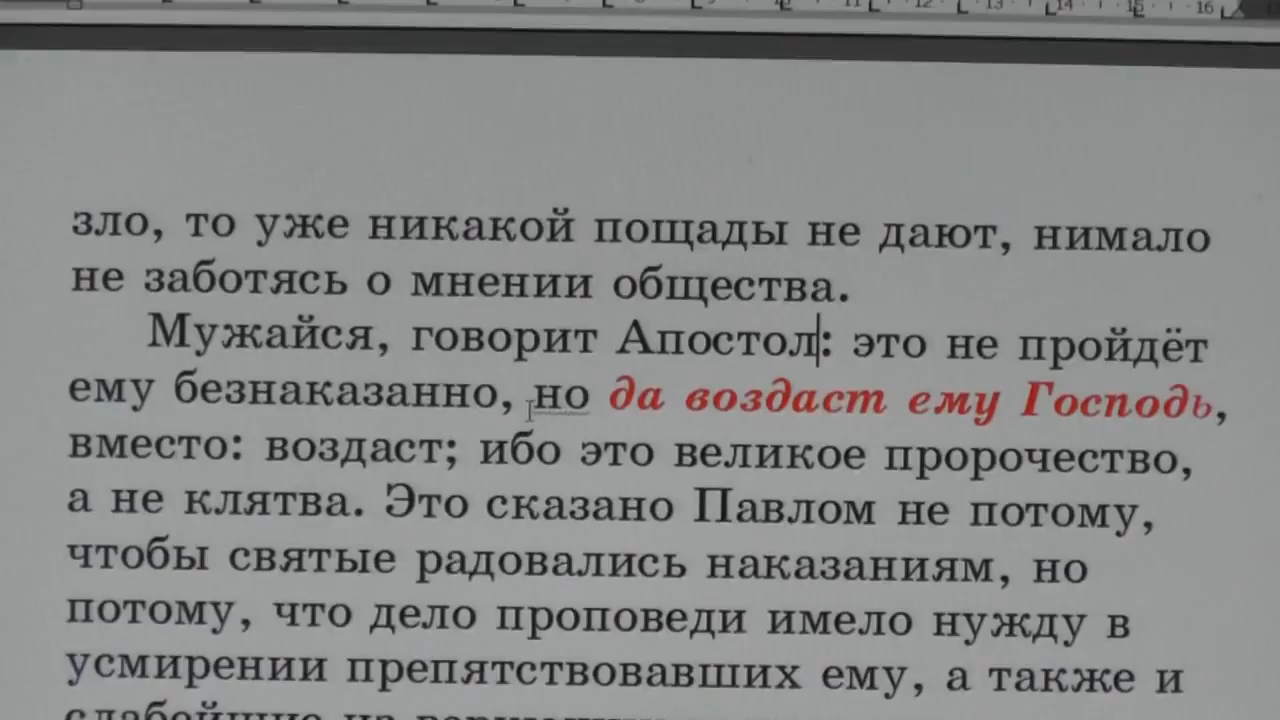 зло, то уже никакой пощады не дают, нимало
не заботясь о мнении общества.
Мужайся, говорит Апостол: это не пройдёт
ему безнаказанно, но да воздаст ему Господь,
вместо: воздаст; ибо это великое пророчество,
а не клятва. Это сказано Павлом не потому,
чтобы святые радовались наказаниям, но
потому, что дело проповеди имело нужду в
усмирении препятствовавших ему, а также и